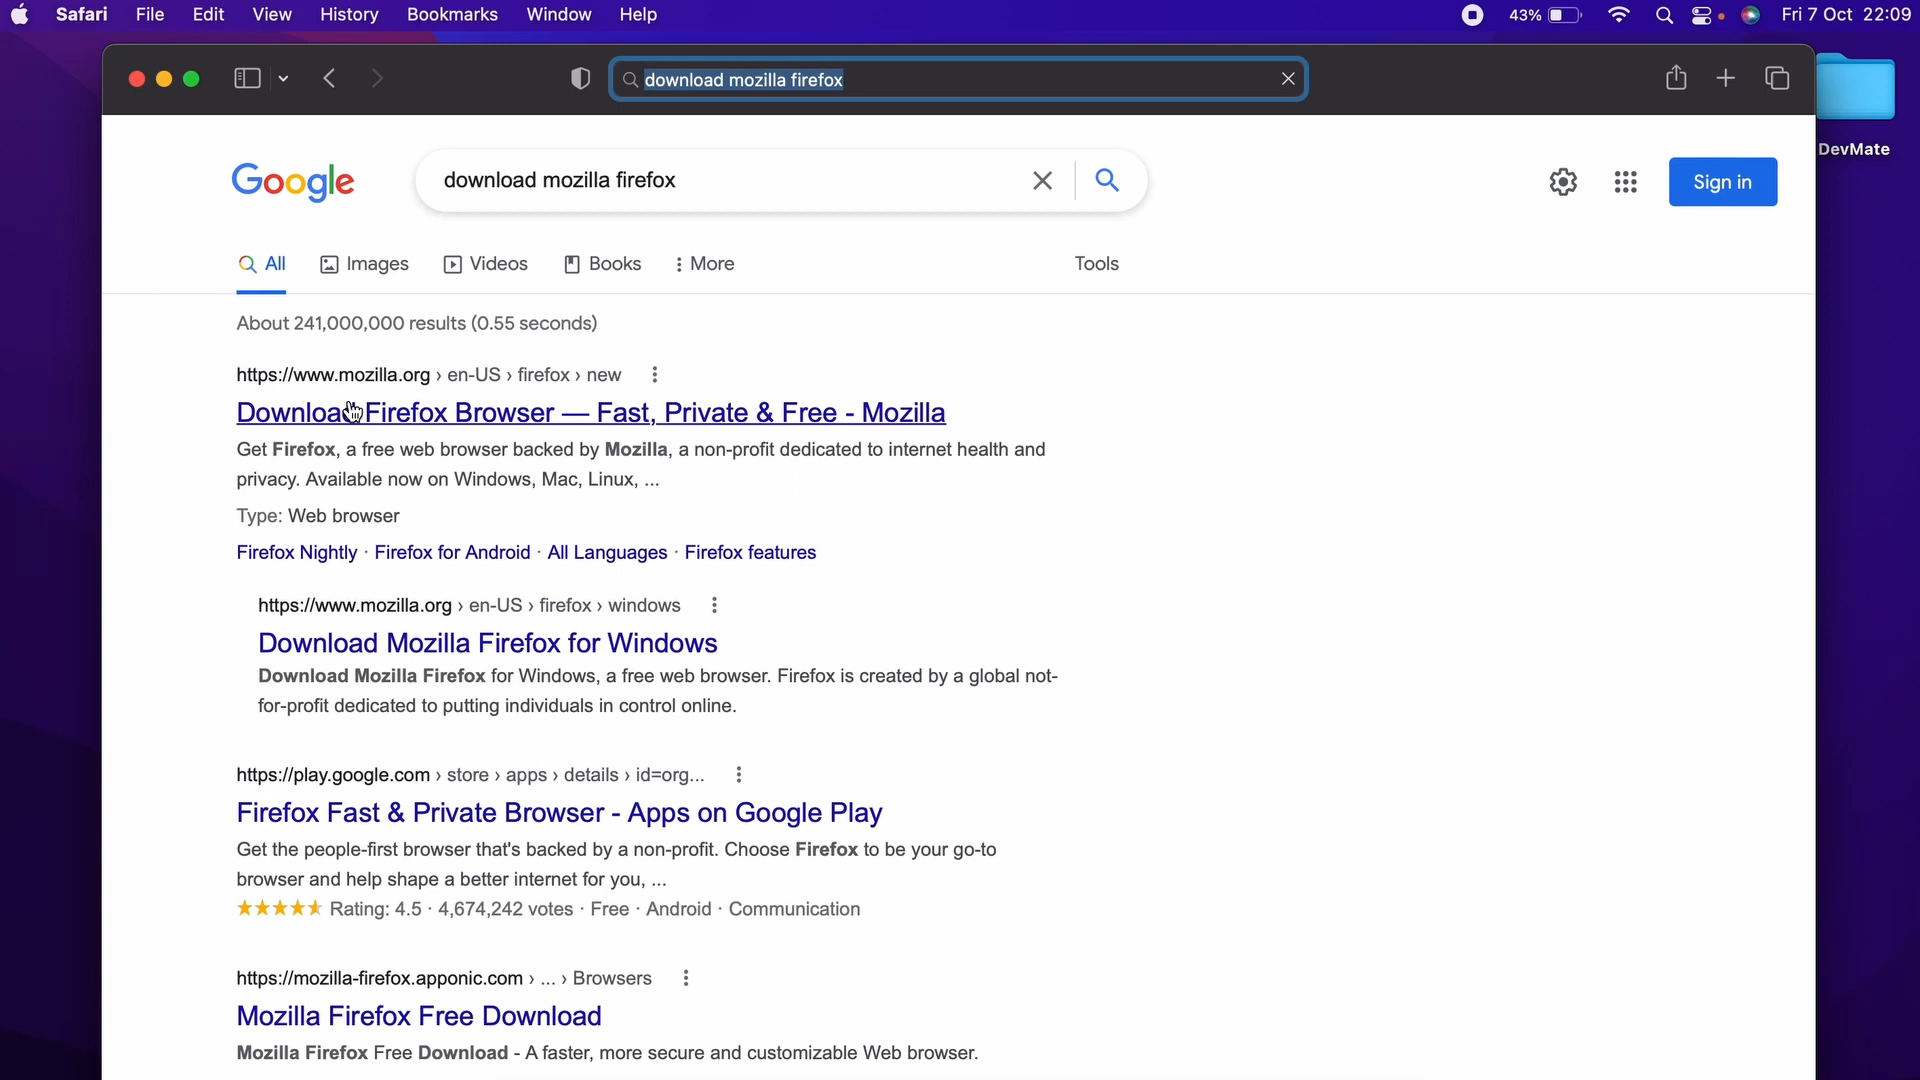 Safari File Edit View History Bookmarks Window Help 43% Fri 7 Oct 22:09
download mozilla firefox
DevMate
Google download mozilla firefox Sign in
All Images Videos Books More Tools
About 241,000,000 results (0.55 seconds)
https://www.mozilla.org › en-US › firefox › new
Download Firefox Browser — Fast, Private & Free - Mozilla
Get Firefox, a free web browser backed by Mozilla, a non-profit dedicated to internet health and
privacy. Available now on Windows, Mac, Linux, ...
Type: Web browser
Firefox Nightly · Firefox for Android · All Languages · Firefox features
https://www.mozilla.org › en-US › firefox › windows
Download Mozilla Firefox for Windows
Download Mozilla Firefox for Windows, a free web browser. Firefox is created by a global not-
for-profit dedicated to putting individuals in control online.
https://play.google.com › store › apps › details › id=org...
Firefox Fast & Private Browser - Apps on Google Play
Get the people-first browser that's backed by a non-profit. Choose Firefox to be your go-to
browser and help shape a better internet for you, ...
Rating: 4.5 · 4,674,242 votes · Free · Android · Communication
https://mozilla-firefox.apponic.com › ... › Browsers
Mozilla Firefox Free Download
Mozilla Firefox Free Download - A faster, more secure and customizable Web browser.